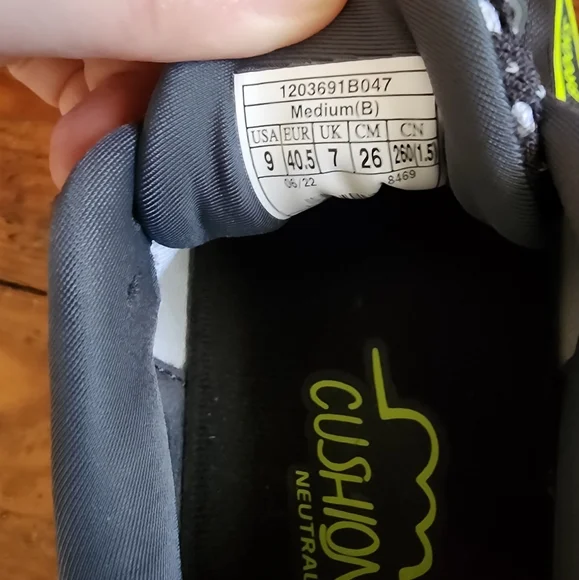 1203691B047
Medium(B)
USA EUR UK CM CN
9 40.5 7 26 260(1.5)
06/22 8469
CUSHION
NEUTRAL